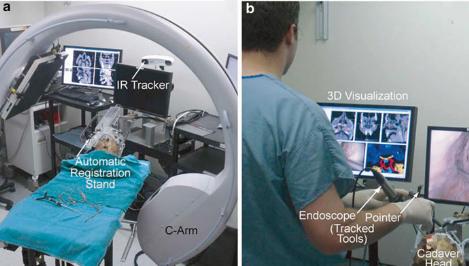 a
IR Tracker
Automatic
Registration
Stand
C-Arm
b
3D Visualization
Endoscope
(Tracked
Tools)
Pointer
Cadaver
Head